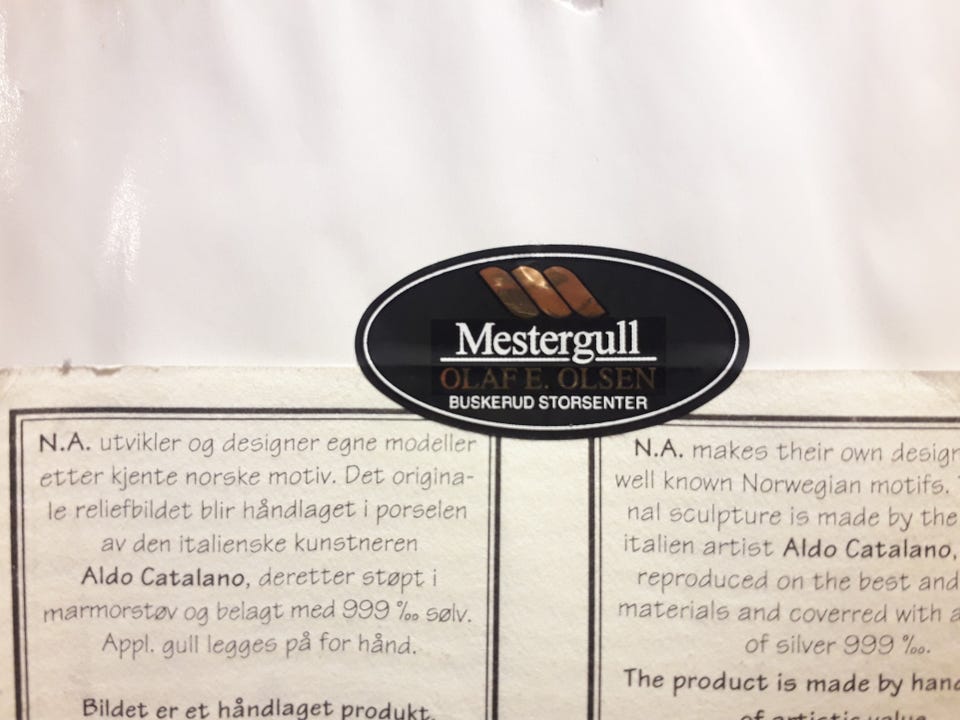 Mestergull
OLAF E. OLSEN
BUSKERUD STORSENTER
N.A. utvikler og designer egne modeller
etter kjente norske motiv. Det origina-
le reliefbildet blir håndlaget i porselen
av den italienske kunstneren
Aldo Catalano, deretter støpt i
marmorstøv og belagt med 999 ‰ sølv.
Appl. gull legges på for hånd.
Bildet er et håndlaget produkt,
N.A. makes their own design
well known Norwegian motifs.
nal sculpture is made by the
italien artist Aldo Catalano,
reproduced on the best and
materials and coverred with a
of silver 999 ‰.
The product is made by hand
of artistic value